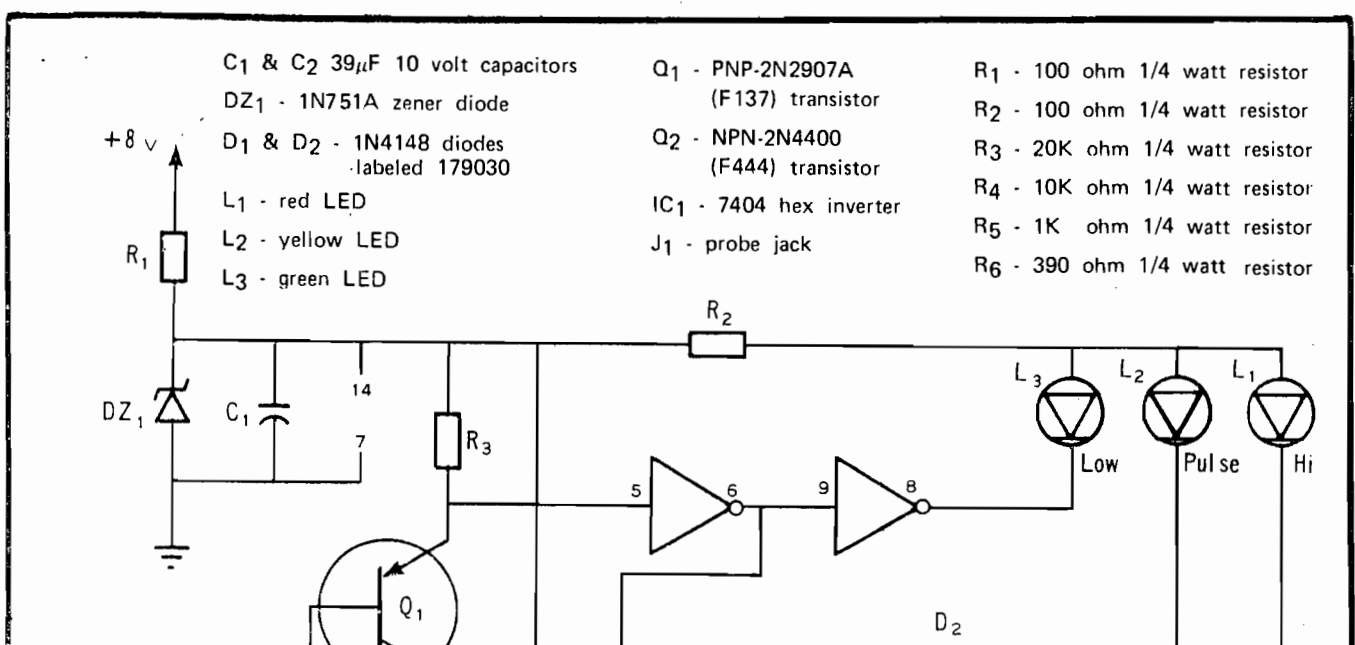 C1 & C2 39µF 10 volt capacitors
DZ1 - 1N751A zener diode
D1 & D2 - 1N4148 diodes
labeled 179030
L1 - red LED
L2 - yellow LED
L3 - green LED
Q1 - PNP-2N2907A
(F137) transistor
Q2 - NPN-2N4400
(F444) transistor
IC1 - 7404 hex inverter
J1 - probe jack
R1 - 100 ohm 1/4 watt resistor
R2 - 100 ohm 1/4 watt resistor
R3 - 20K ohm 1/4 watt resistor
R4 - 10K ohm 1/4 watt resistor
R5 - 1K ohm 1/4 watt resistor
R6 - 390 ohm 1/4 watt resistor
+8 v
R1
R2
L3
L2
L1
14
DZ1
C1
7
R3
Low
Pulse
Hi
5
6
9
8
Q1
D2